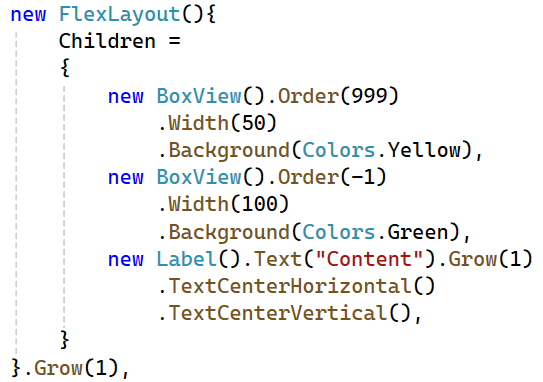 new FlexLayout(){
    Children =
    {
        new BoxView().Order(999)
            .Width(50)
            .Background(Colors.Yellow),
        new BoxView().Order(-1)
            .Width(100)
            .Background(Colors.Green),
        new Label().Text("Content").Grow(1)
            .TextCenterHorizontal()
            .TextCenterVertical(),
    }
}.Grow(1),